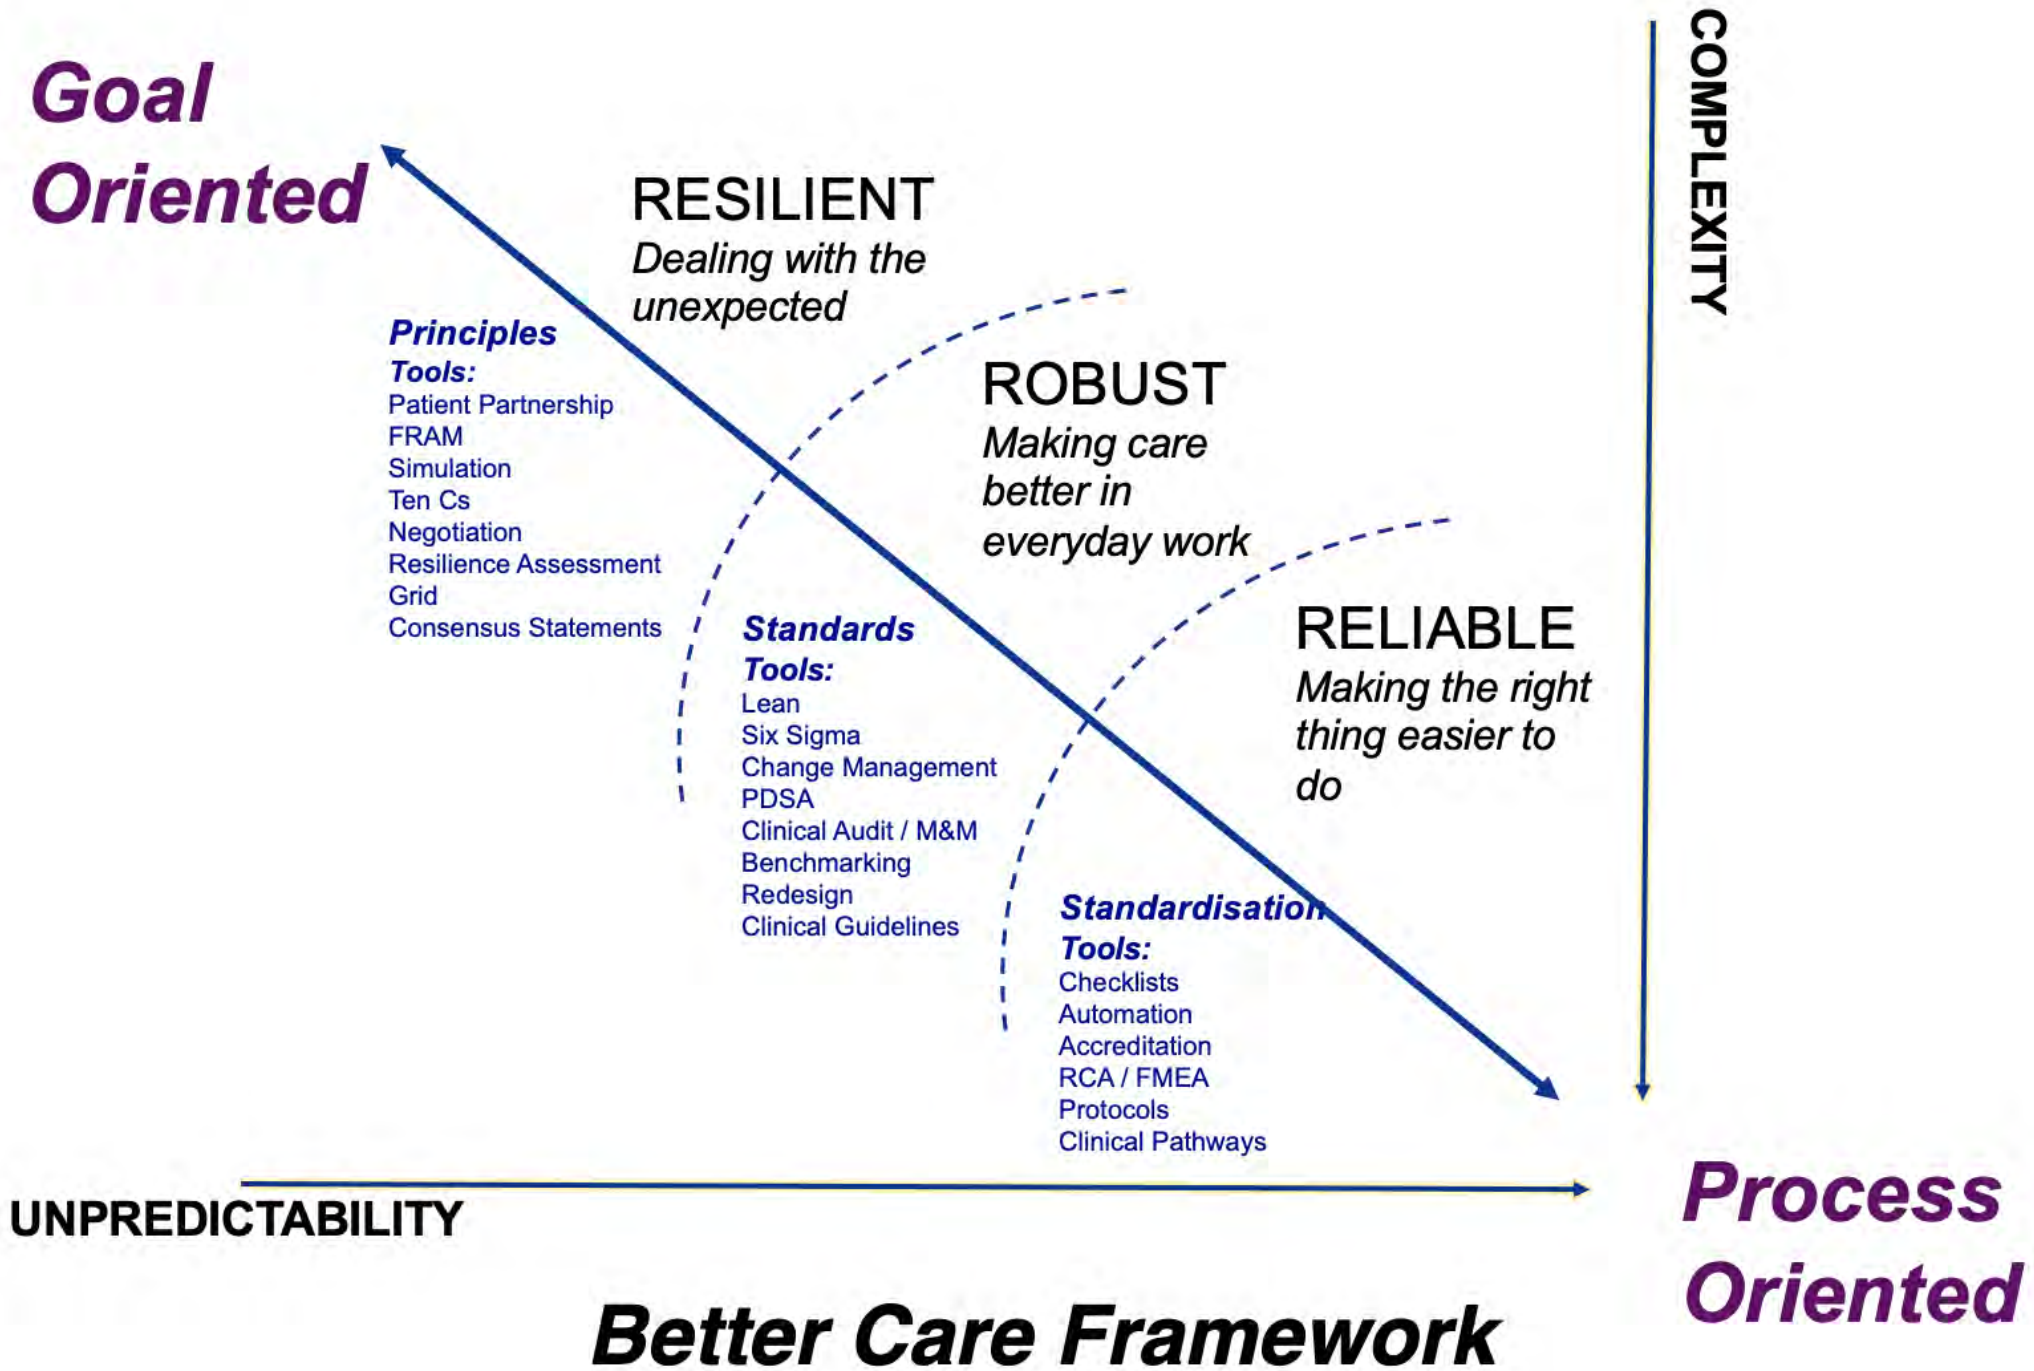 Goal
Oriented
COMPLEXITY
RESILIENT
Dealing with the
unexpected
Principles
Tools:
Patient Partnership
FRAM
Simulation
Ten Cs
Negotiation
Resilience Assessment
Grid
Consensus Statements
ROBUST
Making care
better in
everyday work
Standards
Tools:
Lean
Six Sigma
Change Management
PDSA
Clinical Audit / M&M
Benchmarking
Redesign
Clinical Guidelines
RELIABLE
Making the right
thing easier to
do
Standardisation
Tools:
Checklists
Automation
Accreditation
RCA / FMEA
Protocols
Clinical Pathways
UNPREDICTABILITY
Process
Oriented
Better Care Framework